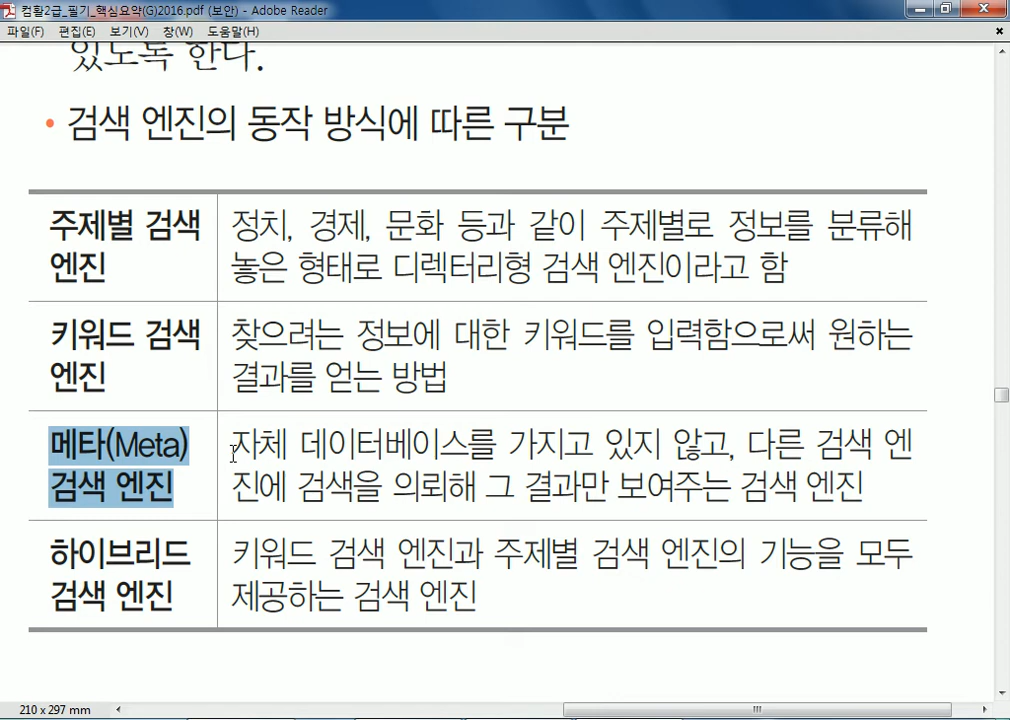 컴활2급_필기_핵심요약(G)2016.pdf (보안) - Adobe Reader
파일(F) 편집(E) 보기(V) 창(W) 도움말(H)
있도록 한다.
• 검색 엔진의 동작 방식에 따른 구분
주제별 검색
엔진
정치, 경제, 문화 등과 같이 주제별로 정보를 분류해
놓은 형태로 디렉터리형 검색 엔진이라고 함
키워드 검색
엔진
찾으려는 정보에 대한 키워드를 입력함으로써 원하는
결과를 얻는 방법
메타(Meta)
검색 엔진
자체 데이터베이스를 가지고 있지 않고, 다른 검색 엔
진에 검색을 의뢰해 그 결과만 보여주는 검색 엔진
하이브리드
검색 엔진
키워드 검색 엔진과 주제별 검색 엔진의 기능을 모두
제공하는 검색 엔진
210 x 297 mm